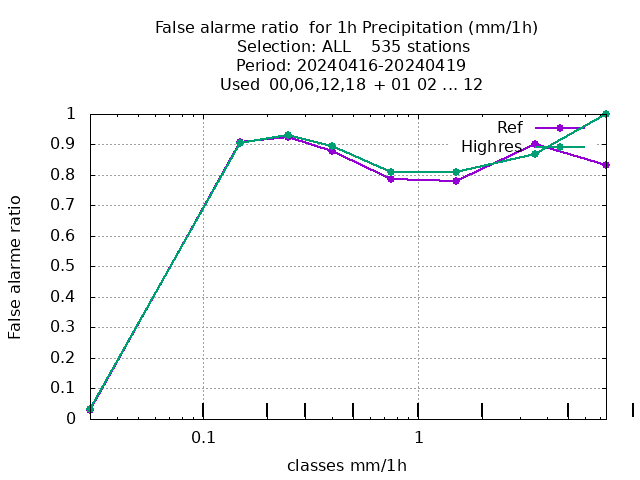 False alarme ratio  for 1h Precipitation (mm/1h)
Selection: ALL    535 stations
Period: 20240416-20240419
Used  00,06,12,18  + 01 02 ... 12
Ref
Highres
1
0.9
0.8
0.7
0.6
0.5
0.4
0.3
0.2
0.1
0
False alarme ratio
0.1 1
classes mm/1h